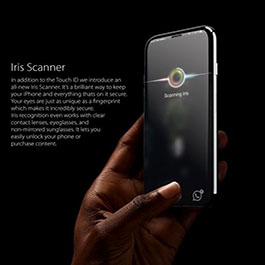 Iris Scanner
In addition to the Touch ID we introduce an
all-new Iris Scanner. It's a brilliant way to keep
your iPhone and everything thats on it secure.
Your eyes are just as unique as a fingerprint
which makes it incredibly secure.
Iris recognition even works with clear
contact lenses, eyeglasses, and
non-mirrored sunglasses. It lets you
easily unlock your phone or
purchase content.
Scanning Iris